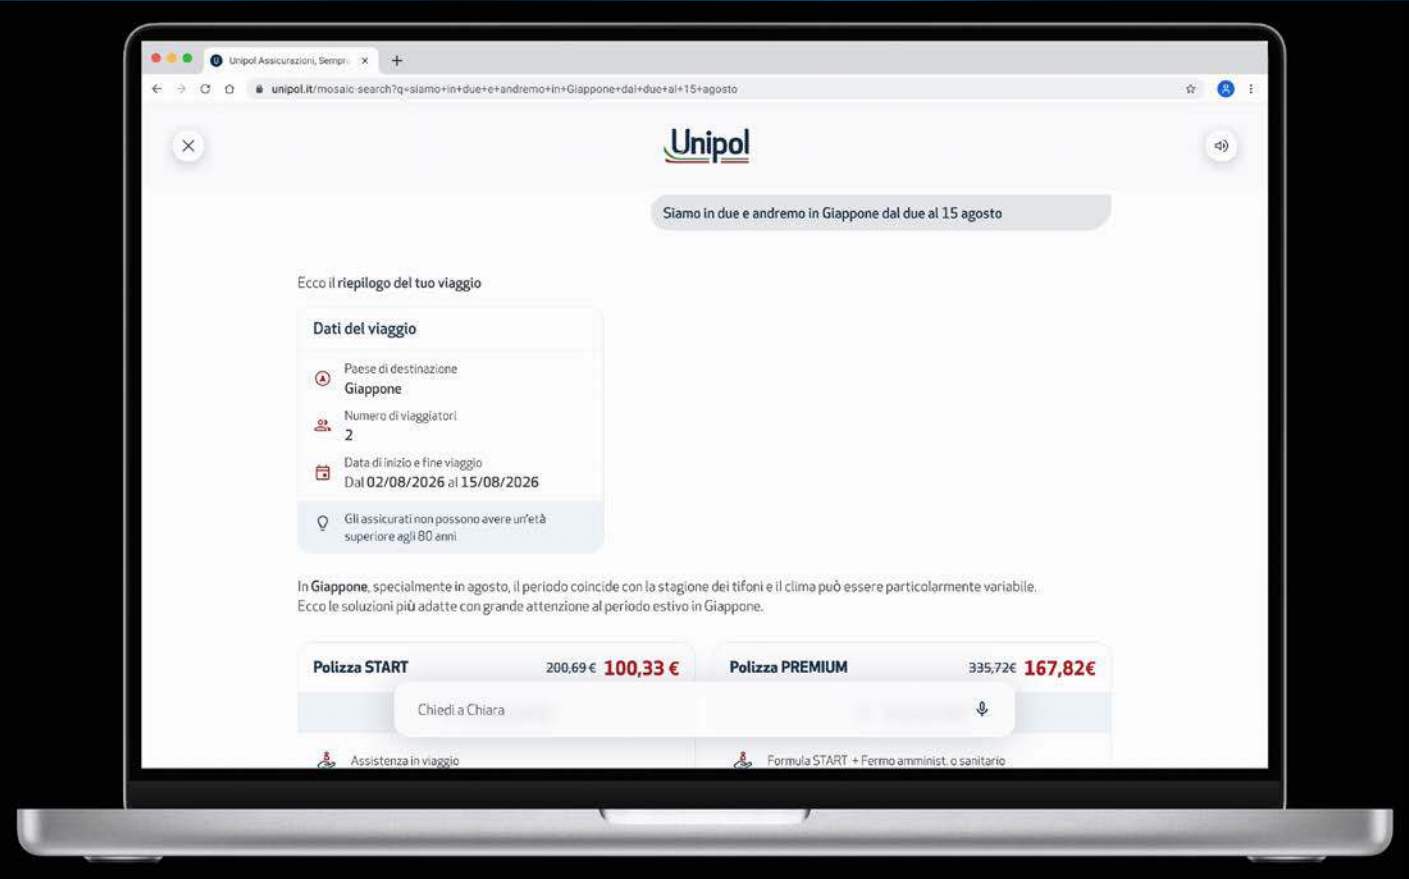 Unipol Assicurazioni, Sempr
unipol.it/mosaic-search?q=siamo+in+due+e+andremo+in+Giappone+dal+due+al+15+agosto
Unipol
Siamo in due e andremo in Giappone dal due al 15 agosto
Ecco il riepilogo del tuo viaggio
Dati del viaggio
Paese di destinazione
Giappone
Numero di viaggiatori
2
Data di inizio e fine viaggio
Dal 02/08/2026 al 15/08/2026
Gli assicurati non possono avere un'età
superiore agli 80 anni
In Giappone, specialmente in agosto, il periodo coincide con la stagione dei tifoni e il clima può essere particolarmente variabile.
Ecco le soluzioni più adatte con grande attenzione al periodo estivo in Giappone.
Polizza START 200,69 € 100,33 €
Polizza PREMIUM 335,72€ 167,82€
Chiedi a Chiara
Assistenza in viaggio
Formula START + Fermo amminist. o sanitario